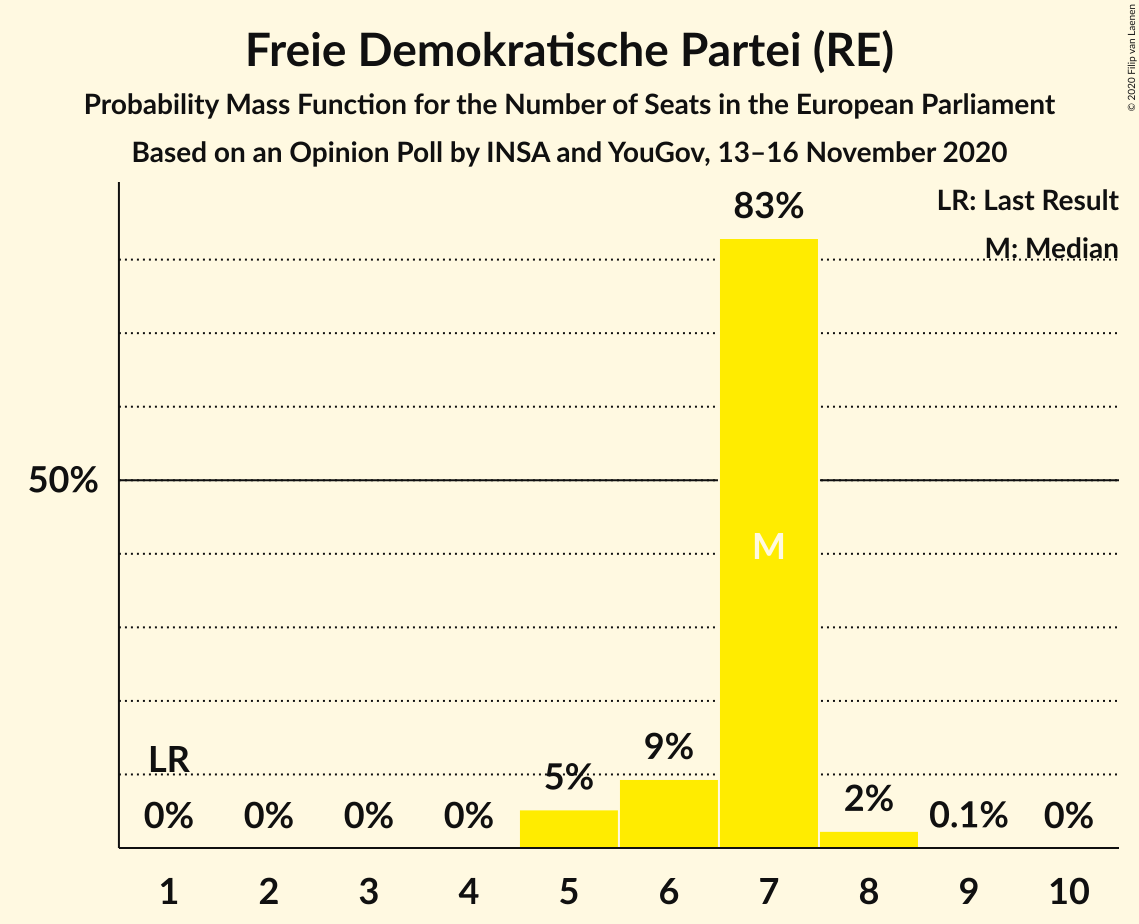 Freie Demokratische Partei (RE)
Probability Mass Function for the Number of Seats in the European Parliament
Based on an Opinion Poll by INSA and YouGov, 13–16 November 2020
© 2020 Filip van Laenen
LR: Last Result
M: Median
83%
50%
M
LR
0%
0%
0%
0%
5%
9%
2%
0.1%
0%
1 2 3 4 5 6 7 8 9 10